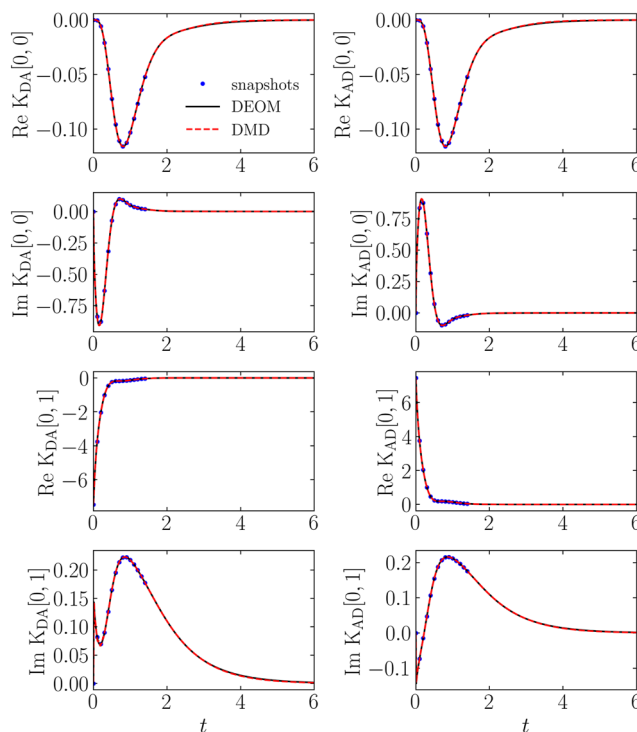 Re K_DA[0, 0]
0.00
−0.05
−0.10
0 2 4 6
snapshots
DEOM
DMD
Re K_AD[0, 0]
0.00
−0.05
−0.10
0 2 4 6
Im K_DA[0, 0]
0.00
−0.25
−0.50
−0.75
0 2 4 6
Im K_AD[0, 0]
0.75
0.50
0.25
0.00
0 2 4 6
Re K_DA[0, 1]
0
−2
−4
−6
0 2 4 6
Re K_AD[0, 1]
6
4
2
0
0 2 4 6
Im K_DA[0, 1]
0.20
0.15
0.10
0.05
0.00
0 2 4 6
t
Im K_AD[0, 1]
0.2
0.1
0.0
−0.1
0 2 4 6
t